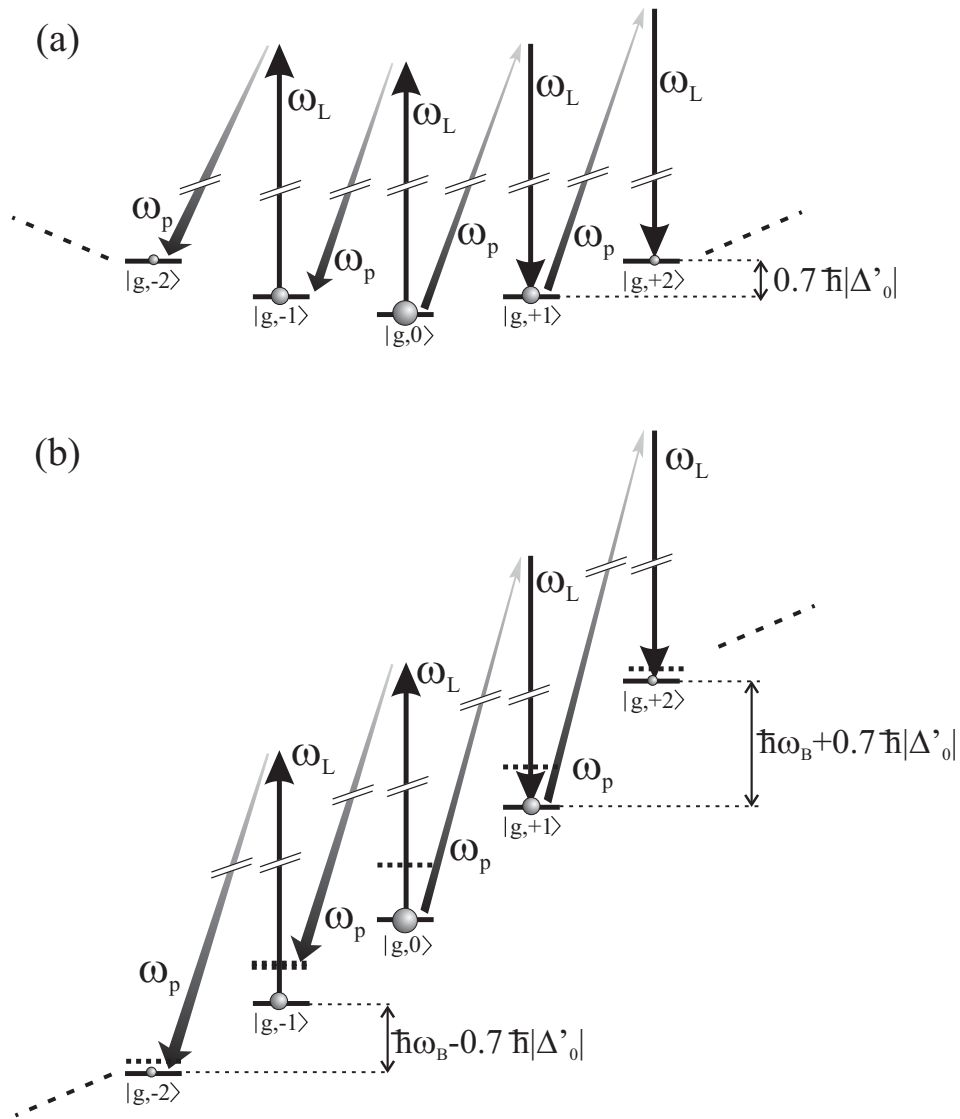 (a)
ω_L ω_L ω_L ω_L
ω_p ω_p ω_p ω_p
|g,-2⟩ |g,-1⟩ |g,0⟩ |g,+1⟩ |g,+2⟩
0.7 ħ|Δ'₀|
(b)
ω_L
ω_L
ω_L
ω_L
|g,+2⟩
ħω_B+0.7 ħ|Δ'₀|
ω_p
|g,+1⟩
ω_p
ω_p
|g,0⟩
ω_p
|g,-1⟩
ħω_B-0.7 ħ|Δ'₀|
|g,-2⟩